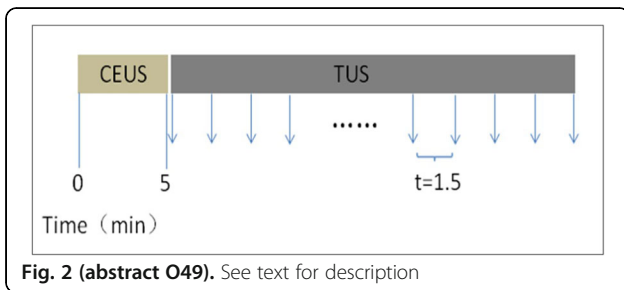 CEUS TUS
......
0 5 t=1.5
Time（min）
Fig. 2 (abstract O49). See text for description